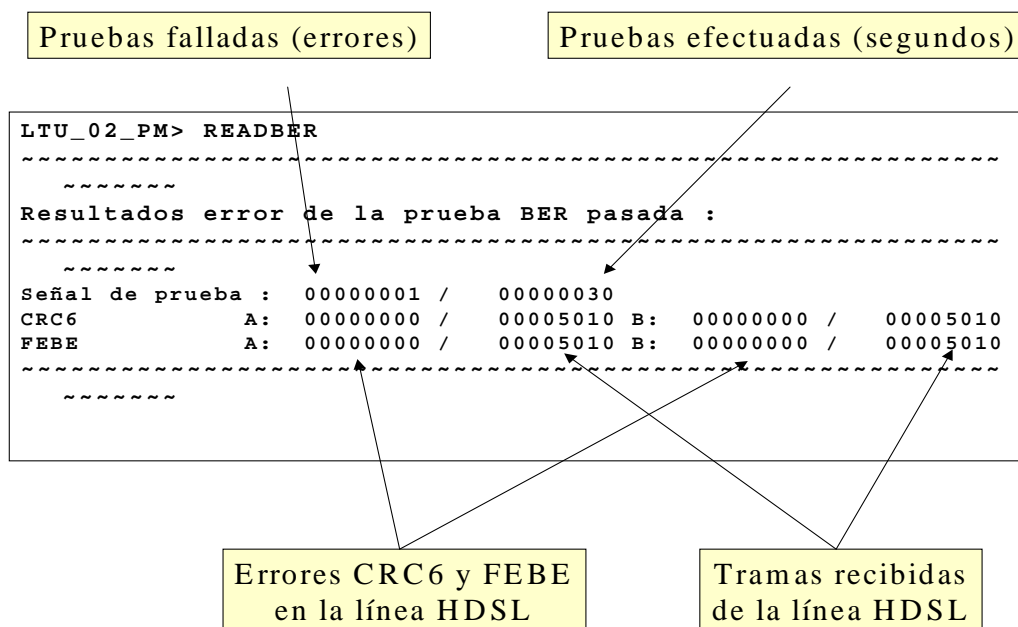 Pruebas falladas (errores)
Pruebas efectuadas (segundos)
LTU_02_PM> READBER
~~~~~~~~~~~~~~~~~~~~~~~~~~~~~~~~~~~~~~~~~~~~~~~~~~~~~~~~~~~~
~~~~~~~
Resultados error de la prueba BER pasada :
~~~~~~~~~~~~~~~~~~~~~~~~~~~~~~~~~~~~~~~~~~~~~~~~~~~~~~~~~~~~
~~~~~~~
Señal de prueba : 00000001 / 00000030
CRC6 A: 00000000 / 00005010 B: 00000000 / 00005010
FEBE A: 00000000 / 00005010 B: 00000000 / 00005010
~~~~~~~~~~~~~~~~~~~~~~~~~~~~~~~~~~~~~~~~~~~~~~~~~~~~~~~~~~~~
~~~~~~~
Errores CRC6 y FEBE
en la línea HDSL
Tramas recibidas
de la línea HDSL